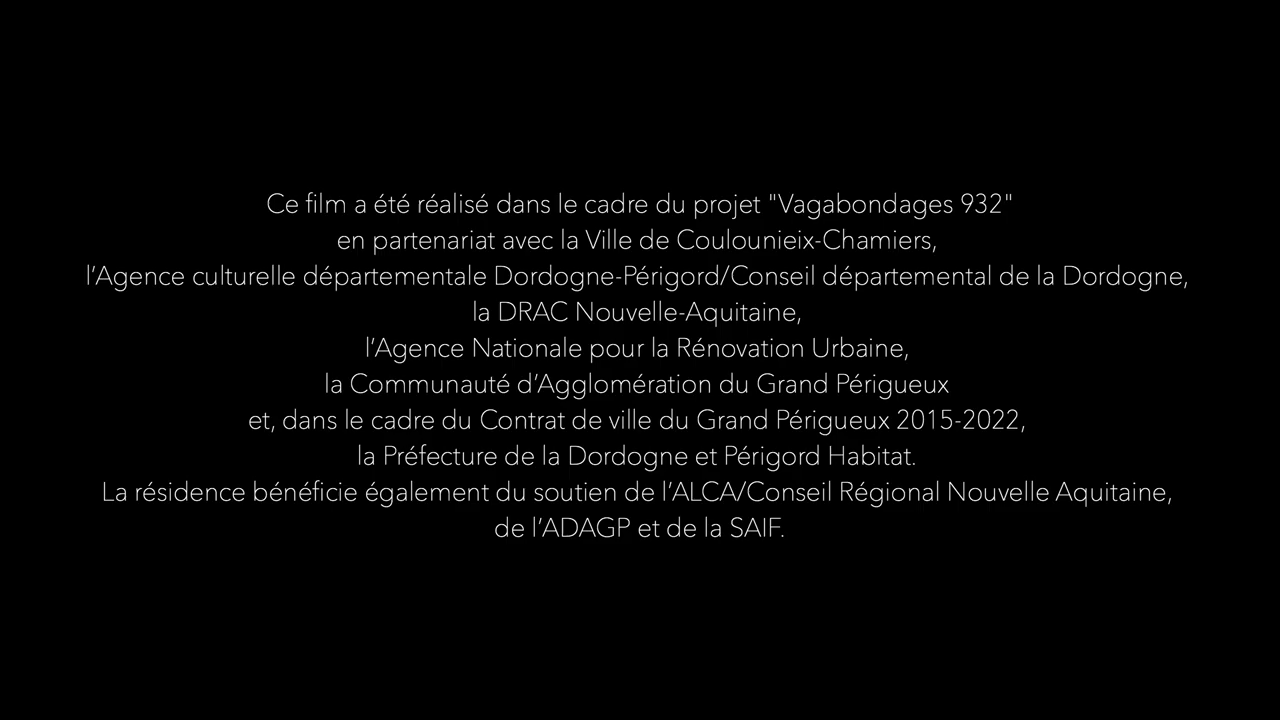 Ce film a été réalisé dans le cadre du projet "Vagabondages 932"
en partenariat avec la Ville de Coulounieix-Chamiers,
l’Agence culturelle départementale Dordogne-Périgord/Conseil départemental de la Dordogne,
la DRAC Nouvelle-Aquitaine,
l’Agence Nationale pour la Rénovation Urbaine,
la Communauté d’Agglomération du Grand Périgueux
et, dans le cadre du Contrat de ville du Grand Périgueux 2015-2022,
la Préfecture de la Dordogne et Périgord Habitat.
La résidence bénéficie également du soutien de l’ALCA/Conseil Régional Nouvelle Aquitaine,
de l’ADAGP et de la SAIF.